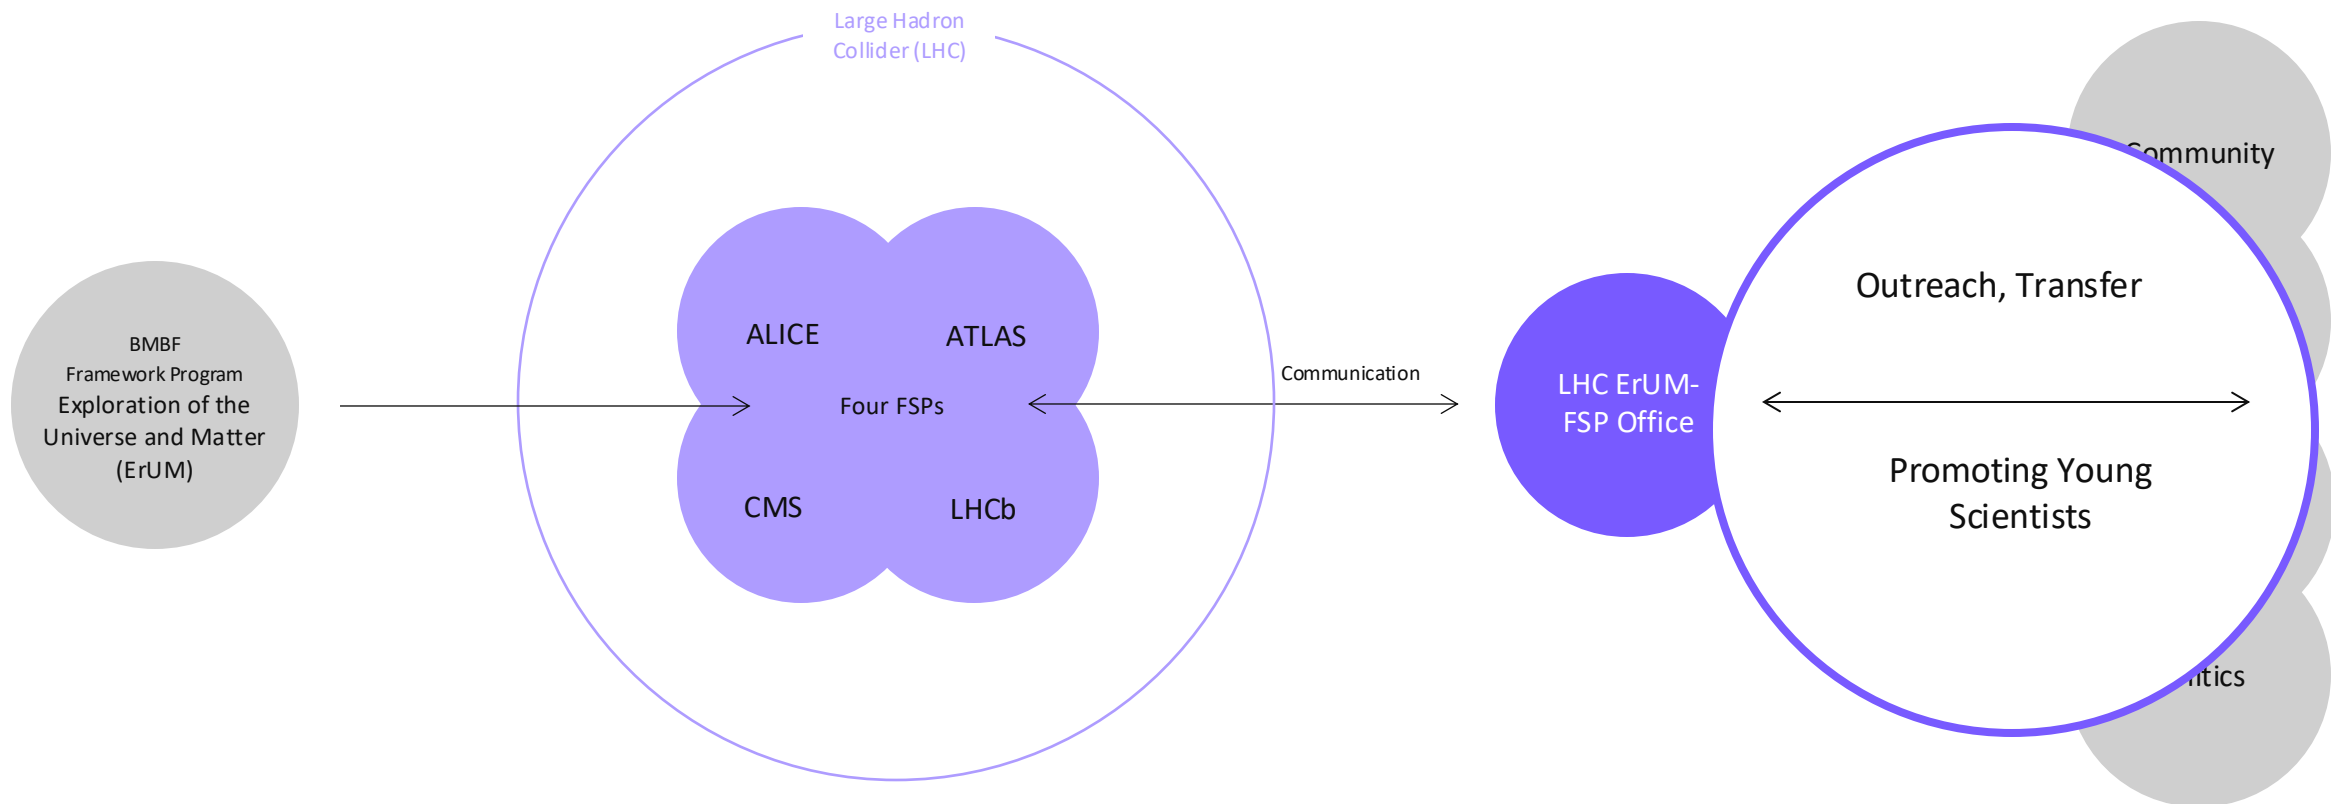 Large Hadron
Collider (LHC)
BMBF
Framework Program
Exploration of the
Universe and Matter
(ErUM)
ALICE
ATLAS
Four FSPs
CMS
LHCb
Communication
LHC ErUM-
FSP Office
Outreach, Transfer
Promoting Young
Scientists
Community